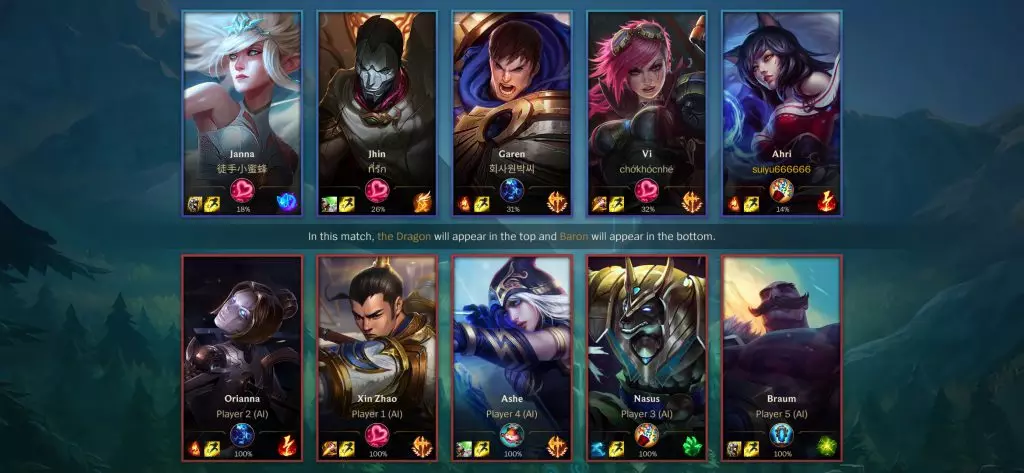 Janna
徒手小蜜蜂
18%
Jhin
26%
Garen
회사원박씨
31%
Vi
chókhócnhè
32%
Ahri
suiyu666666
14%
In this match, the Dragon will appear in the top and Baron will appear in the bottom.
Orianna
Player 2 (AI)
100%
Xin Zhao
Player 1 (AI)
100%
Ashe
Player 4 (AI)
100%
Nasus
Player 3 (AI)
100%
Braum
Player 5 (AI)
100%